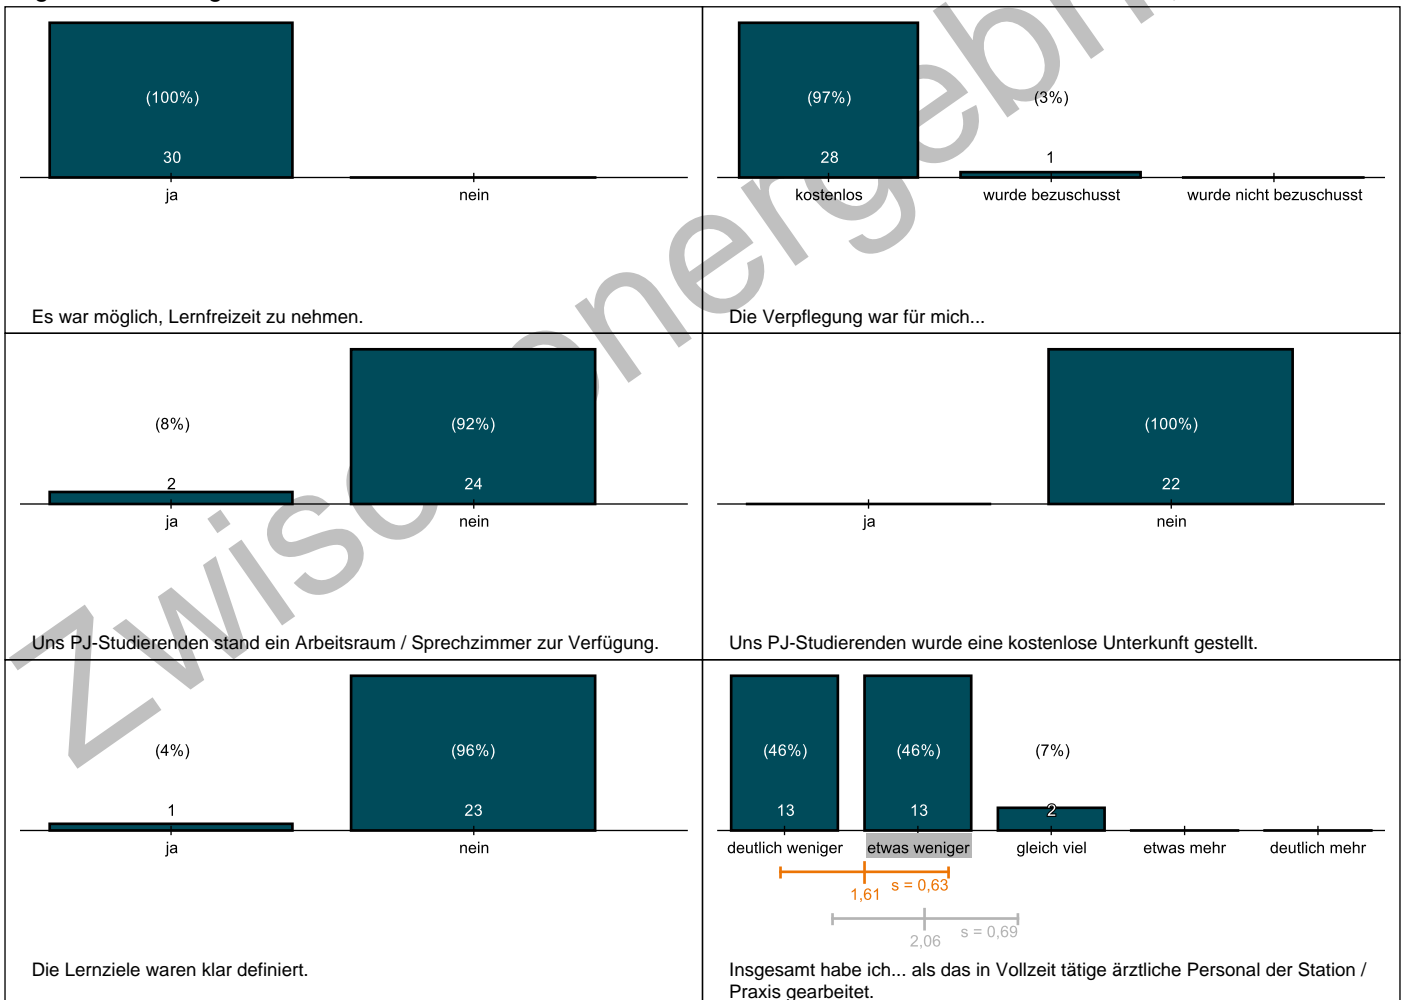 (100%)
30
ja
nein
Es war möglich, Lernfreizeit zu nehmen.
(97%)
(3%)
28
1
kostenlos
wurde bezuschusst
wurde nicht bezuschusst
Die Verpflegung war für mich...
(8%)
(92%)
2
24
ja
nein
Uns PJ-Studierenden stand ein Arbeitsraum / Sprechzimmer zur Verfügung.
(100%)
22
ja
nein
Uns PJ-Studierenden wurde eine kostenlose Unterkunft gestellt.
(4%)
(96%)
1
23
ja
nein
Die Lernziele waren klar definiert.
(46%)
(46%)
(7%)
13
13
2
deutlich weniger
etwas weniger
gleich viel
etwas mehr
deutlich mehr
1,61
s = 0,63
2,06
s = 0,69
Insgesamt habe ich... als das in Vollzeit tätige ärztliche Personal der Station /
Praxis gearbeitet.